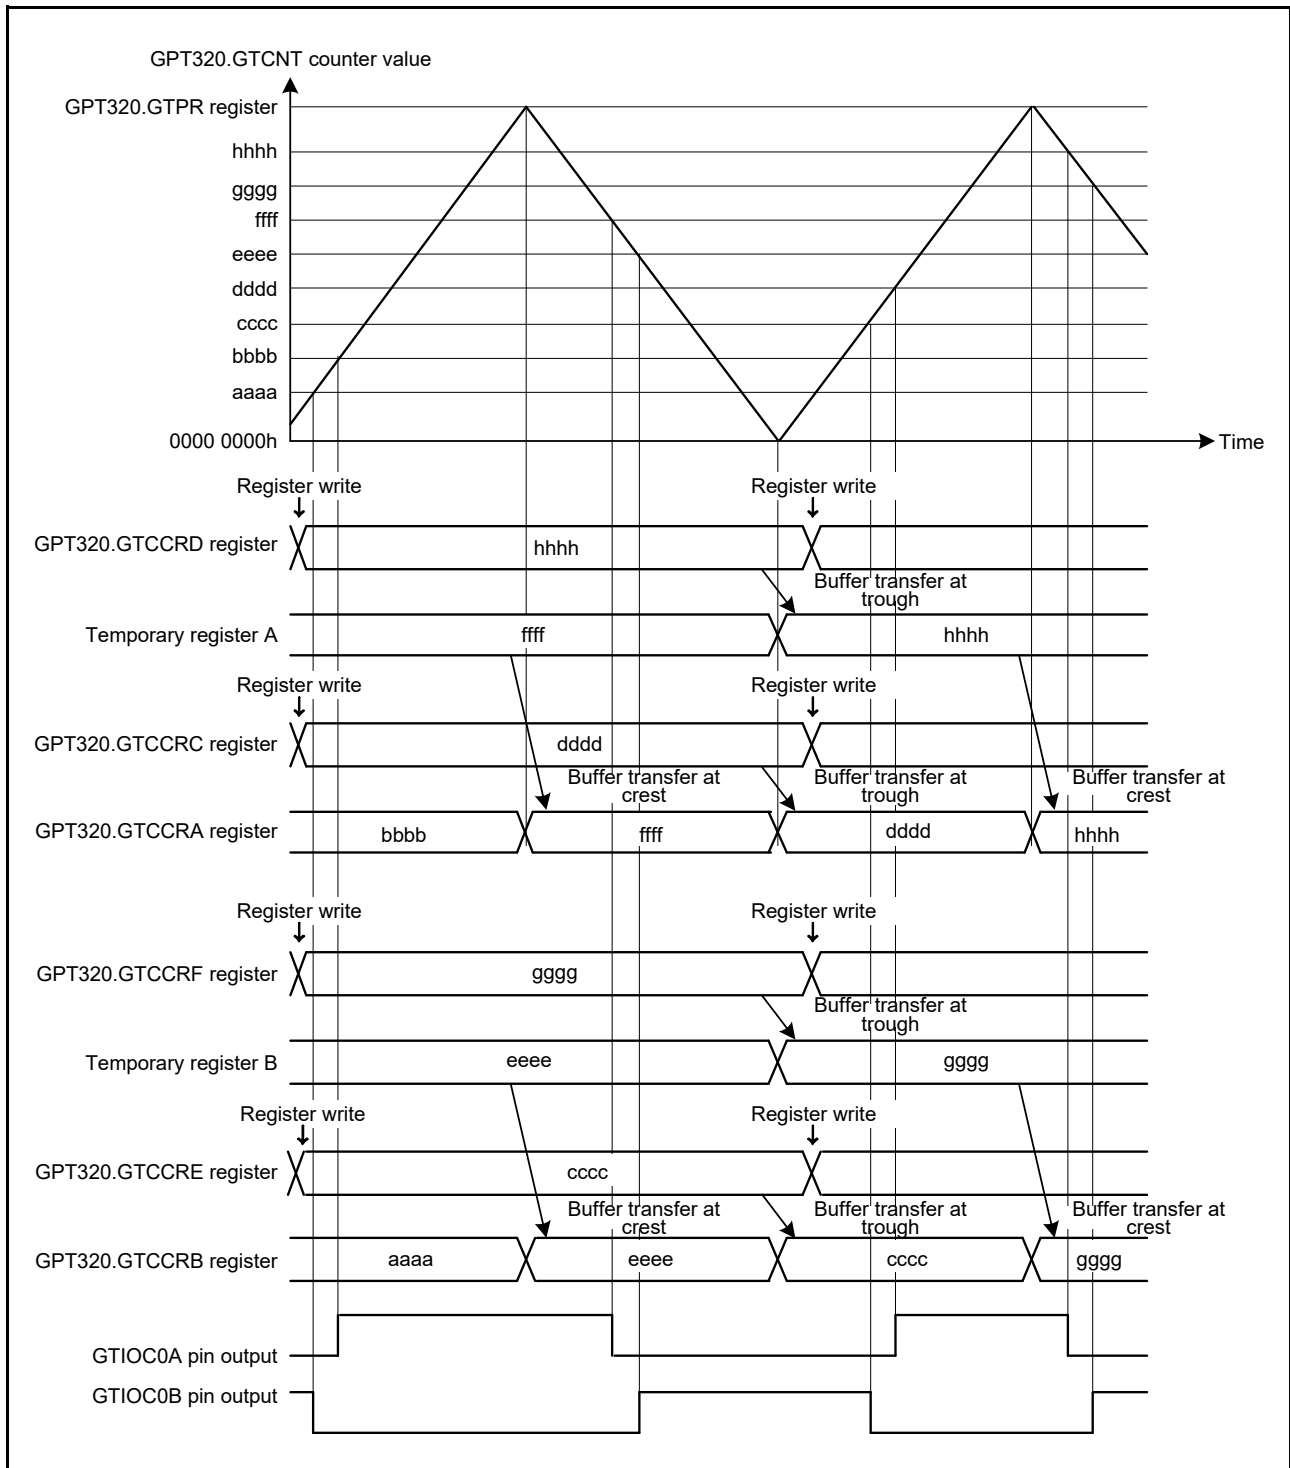 GPT320.GTCNT counter value
GPT320.GTPR register
hhhh
gggg
ffff
eeee
dddd
cccc
bbbb
aaaa
0000 0000h
Time
Register write
Register write
GPT320.GTCCRD register
hhhh
Buffer transfer at
trough
Temporary register A
ffff
hhhh
Register write
Register write
GPT320.GTCCRC register
dddd
Buffer transfer at
crest
Buffer transfer at
trough
Buffer transfer at
crest
GPT320.GTCCRA register
bbbb
ffff
dddd
hhhh
Register write
Register write
GPT320.GTCCRF register
gggg
Buffer transfer at
trough
Temporary register B
eeee
gggg
Register write
Register write
GPT320.GTCCRE register
cccc
Buffer transfer at
crest
Buffer transfer at
trough
Buffer transfer at
crest
GPT320.GTCCRB register
aaaa
eeee
cccc
gggg
GTIOC0A pin output
GTIOC0B pin output